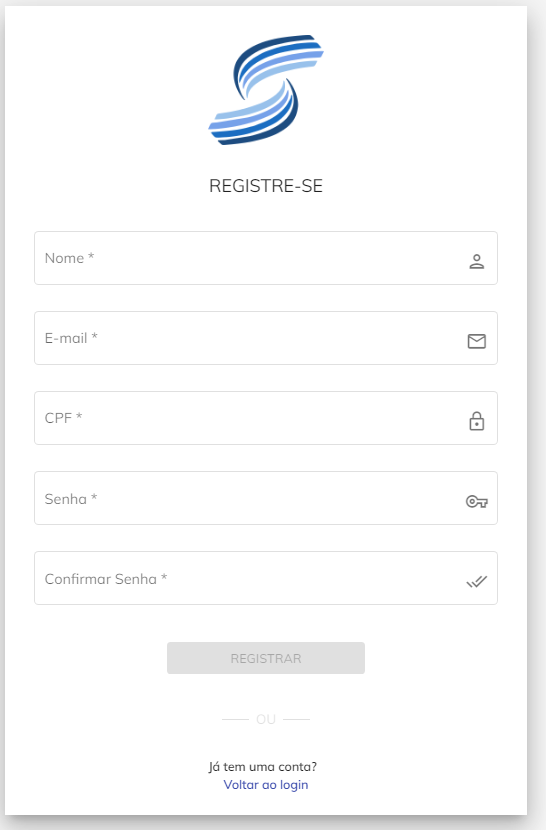 REGISTRE-SE
Nome *
E-mail *
CPF *
Senha *
Confirmar Senha *
REGISTRAR
OU
Já tem uma conta?
Voltar ao login